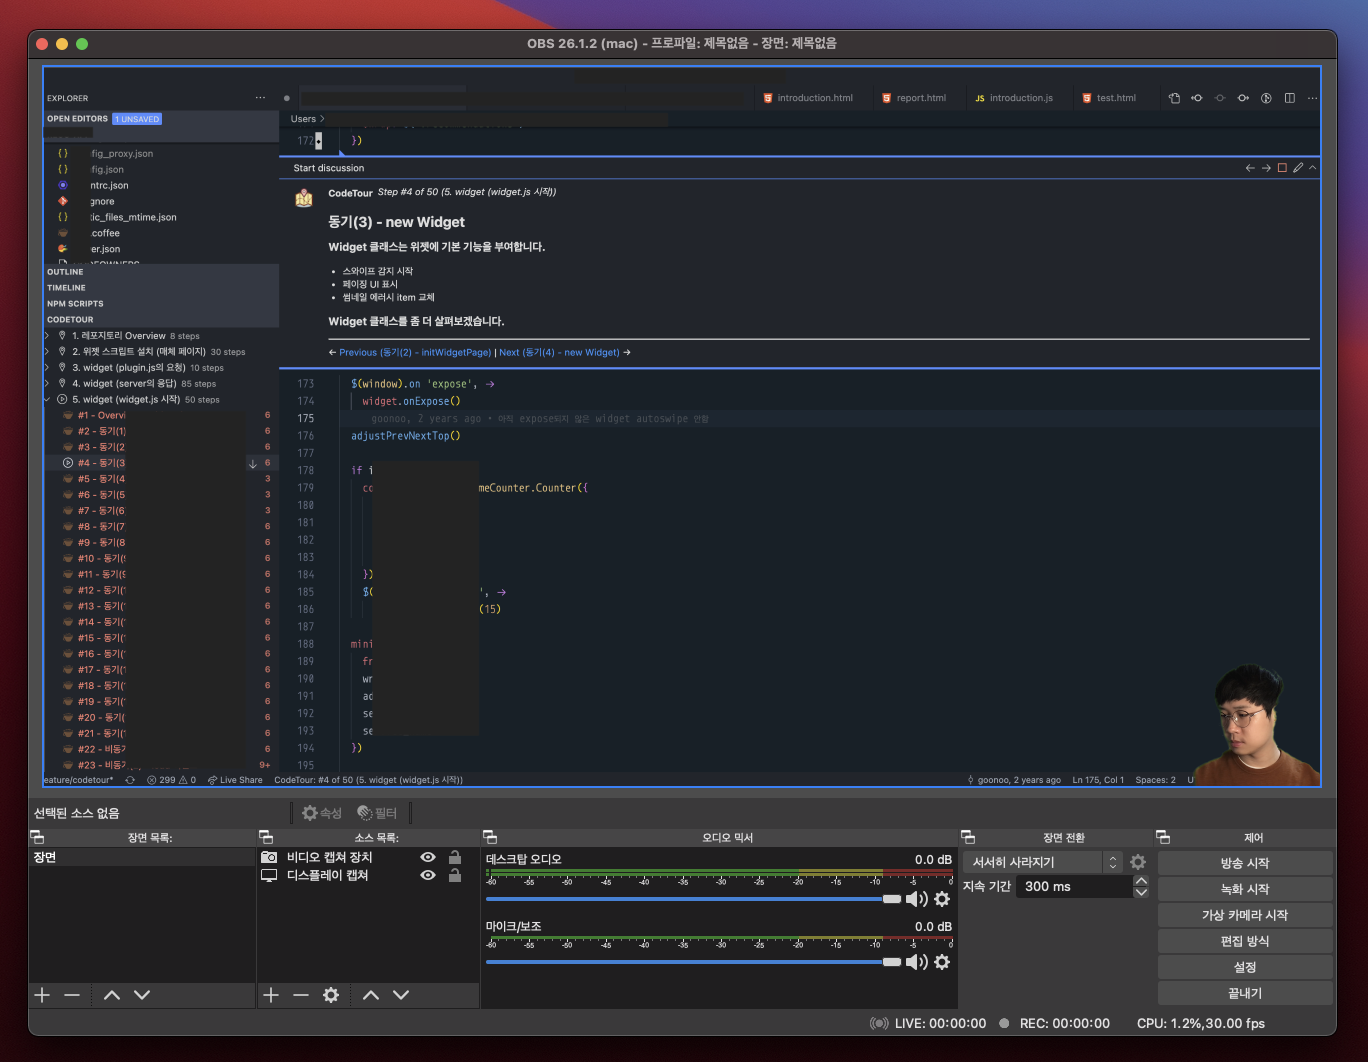 OBS 26.1.2 (mac) - 프로파일: 제목없음 - 장면: 제목없음
EXPLORER
introduction.html
report.html
JS introduction.js
test.html
OPEN EDITORS 1 UNSAVED
Users >
172 })
fig_proxy.json
fig.json
ntrc.json
gnore
tic_files_mtime.json
.coffee
er.json
OUTLINE
TIMELINE
NPM SCRIPTS
CODETOUR
1. 레포지토리 Overview 8 steps
2. 위젯 스크립트 설치 (매체 페이지) 30 steps
3. widget (plugin.js의 요청) 10 steps
4. widget (server의 응답) 85 steps
5. widget (widget.js 시작) 50 steps
#1 - Overvi 6
#2 - 동기(1) 6
#3 - 동기(2 6
#4 - 동기(3 6
#5 - 동기(4 3
#6 - 동기(5 3
#7 - 동기(6 3
#8 - 동기(7 6
#9 - 동기(8 6
#10 - 동기(9 6
#11 - 동기(9 6
#12 - 동기(' 6
#13 - 동기(' 6
#14 - 동기(' 6
#15 - 동기(' 6
#16 - 동기(' 6
#17 - 동기(1 6
#18 - 동기(' 6
#19 - 동기(' 6
#20 - 동기( 6
#21 - 동기(' 6
#22 - 비동기 6
#23 - 비동기 9+
Start discussion
CodeTour Step #4 of 50 (5. widget (widget.js 시작))
동기(3) - new Widget
Widget 클래스는 위젯에 기본 기능을 부여합니다.
• 스와이프 감지 시작
• 페이징 UI 표시
• 썸네일 에러시 item 교체
Widget 클래스를 좀 더 살펴보겠습니다.
← Previous (동기(2) - initWidgetPage) | Next (동기(4) - new Widget) →
173 $(window).on 'expose', →
174 widget.onExpose()
175 goonoo, 2 years ago • 아직 expose되지 않은 widget autoswipe 안함
176 adjustPrevNextTop()
177
178 if i
179 co meCounter.Counter({
180
181
182
183
184 })
185 $( ', →
186 (15)
187
188 mini
189 fr
190 wr
191 ad
192 se
193 se
194 })
195
eature/codetour* 299 0 Live Share CodeTour: #4 of 50 (5. widget (widget.js 시작)) goonoo, 2 years ago Ln 175, Col 1 Spaces: 2 U
선택된 소스 없음 속성 필터
장면 목록:
장면
소스 목록:
비디오 캡쳐 장치
디스플레이 캡쳐
오디오 믹서
데스크탑 오디오 0.0 dB
-60 -55 -50 -45 -40 -35 -30 -25 -20 -15 -10 -5 0
마이크/보조 0.0 dB
-60 -55 -50 -45 -40 -35 -30 -25 -20 -15 -10 -5 0
장면 전환
서서히 사라지기
지속 기간 300 ms
제어
방송 시작
녹화 시작
가상 카메라 시작
편집 방식
설정
끝내기
LIVE: 00:00:00 REC: 00:00:00 CPU: 1.2%,30.00 fps